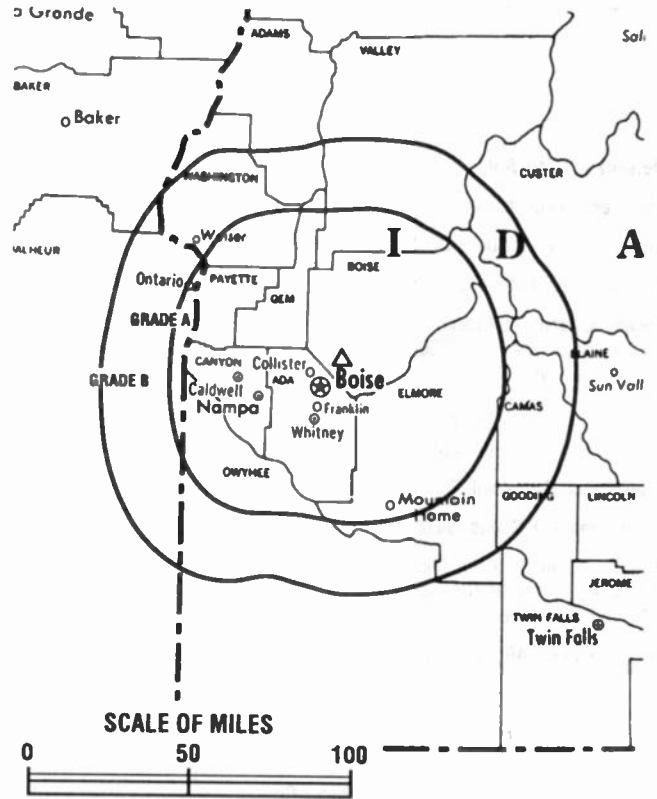 a Grande
ADAMS
VALLEY
Sal
BAKER
Baker
CUSTER
WASHINGTON
Weiser
I D A
MALHEUR
BOISE
Ontario
PAYETTE
GEM
GRADE A
CANYON
Collister
BLAINE
ADA
Boise
Sun Vall
GRADE B
Caldwell
ELMORE
Nampa
Franklin
CAMAS
Whitney
OWYHEE
Mountain
Home
GOODING
LINCOLN
JEROME
TWIN FALLS
Twin Falls
SCALE OF MILES
0 50 100